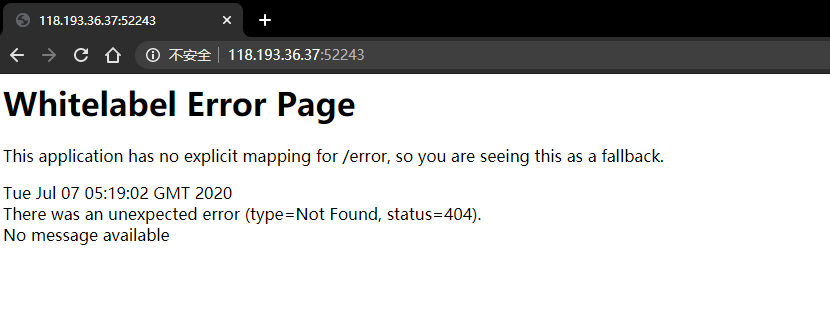 118.193.36.37:52243
不安全 118.193.36.37:52243
Whitelabel Error Page
This application has no explicit mapping for /error, so you are seeing this as a fallback.
Tue Jul 07 05:19:02 GMT 2020
There was an unexpected error (type=Not Found, status=404).
No message available